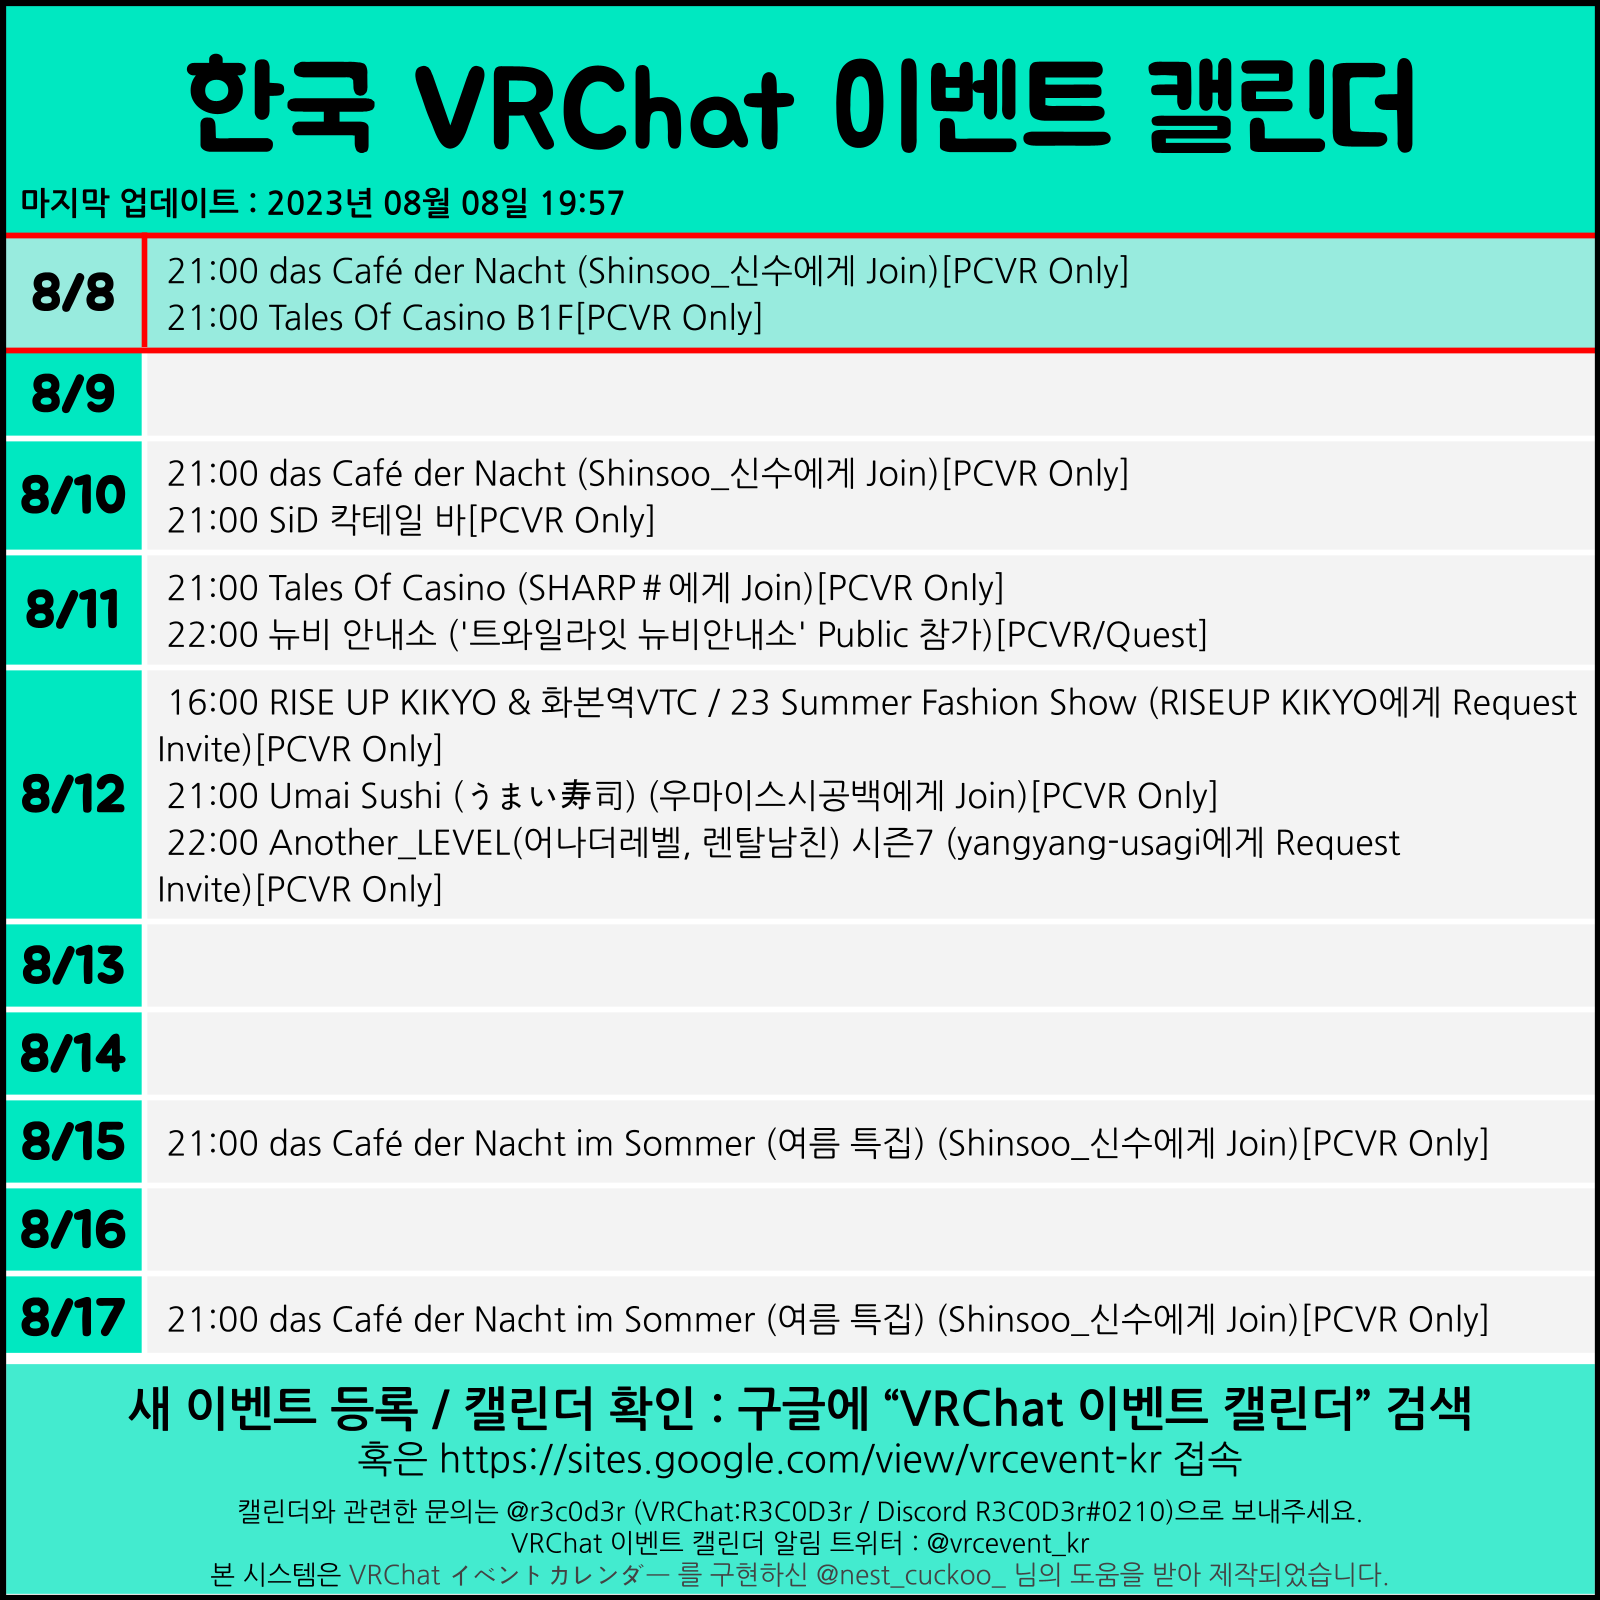 한국 VRChat 이벤트 캘린더
마지막 업데이트 : 2023년 08월 08일 19:57
8/8
21:00 das Café der Nacht (Shinsoo_신수에게 Join)[PCVR Only]
21:00 Tales Of Casino B1F[PCVR Only]
8/9
8/10
21:00 das Café der Nacht (Shinsoo_신수에게 Join)[PCVR Only]
21:00 SiD 칵테일 바[PCVR Only]
8/11
21:00 Tales Of Casino (SHARP＃에게 Join)[PCVR Only]
22:00 뉴비 안내소 ('트와일라잇 뉴비안내소' Public 참가)[PCVR/Quest]
8/12
16:00 RISE UP KIKYO & 화본역VTC / 23 Summer Fashion Show (RISEUP KIKYO에게 Request
Invite)[PCVR Only]
21:00 Umai Sushi (うまい寿司) (우마이스시공백에게 Join)[PCVR Only]
22:00 Another_LEVEL(어나더레벨, 렌탈남친) 시즌7 (yangyang-usagi에게 Request
Invite)[PCVR Only]
8/13
8/14
8/15
21:00 das Café der Nacht im Sommer (여름 특집) (Shinsoo_신수에게 Join)[PCVR Only]
8/16
8/17
21:00 das Café der Nacht im Sommer (여름 특집) (Shinsoo_신수에게 Join)[PCVR Only]
새 이벤트 등록 / 캘린더 확인 : 구글에 “VRChat 이벤트 캘린더” 검색
혹은 https://sites.google.com/view/vrcevent-kr 접속
캘린더와 관련한 문의는 @r3c0d3r (VRChat:R3C0D3r / Discord R3C0D3r#0210)으로 보내주세요.
VRChat 이벤트 캘린더 알림 트위터 : @vrcevent_kr
본 시스템은 VRChat イベントカレンダー 를 구현하신 @nest_cuckoo_ 님의 도움을 받아 제작되었습니다.